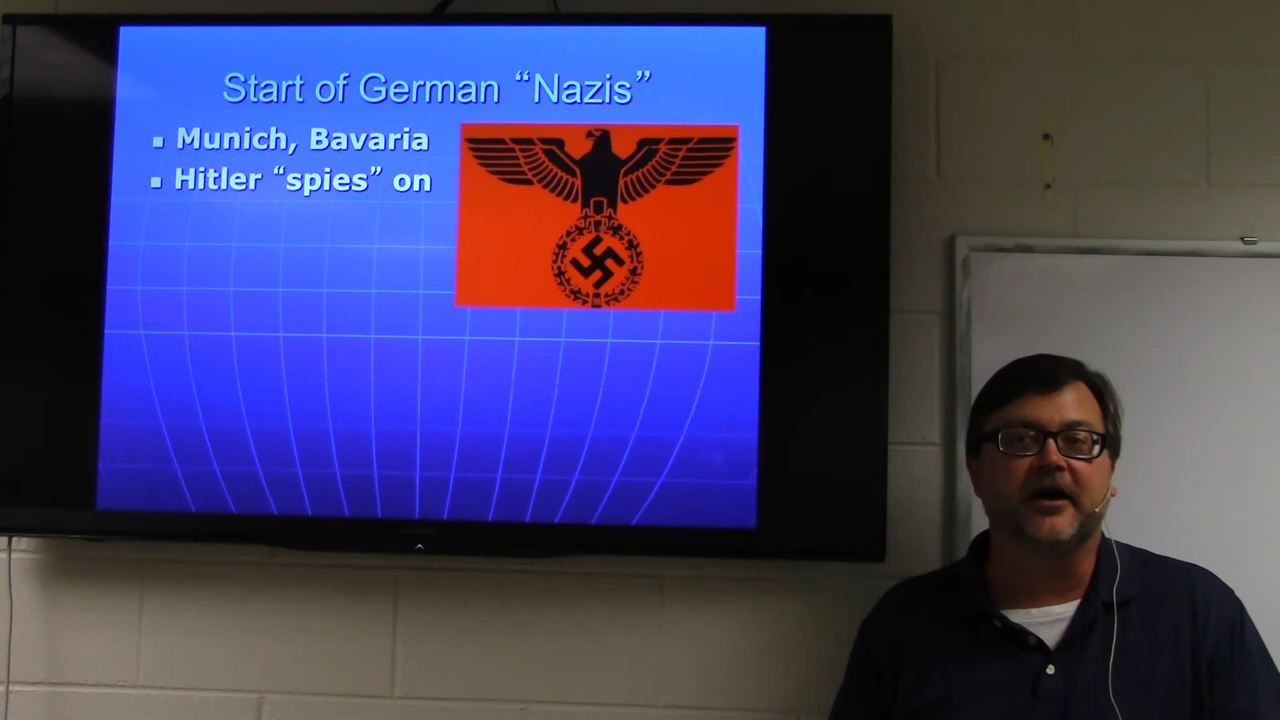 Start of German “Nazis”
▪ Munich, Bavaria
▪ Hitler “spies” on